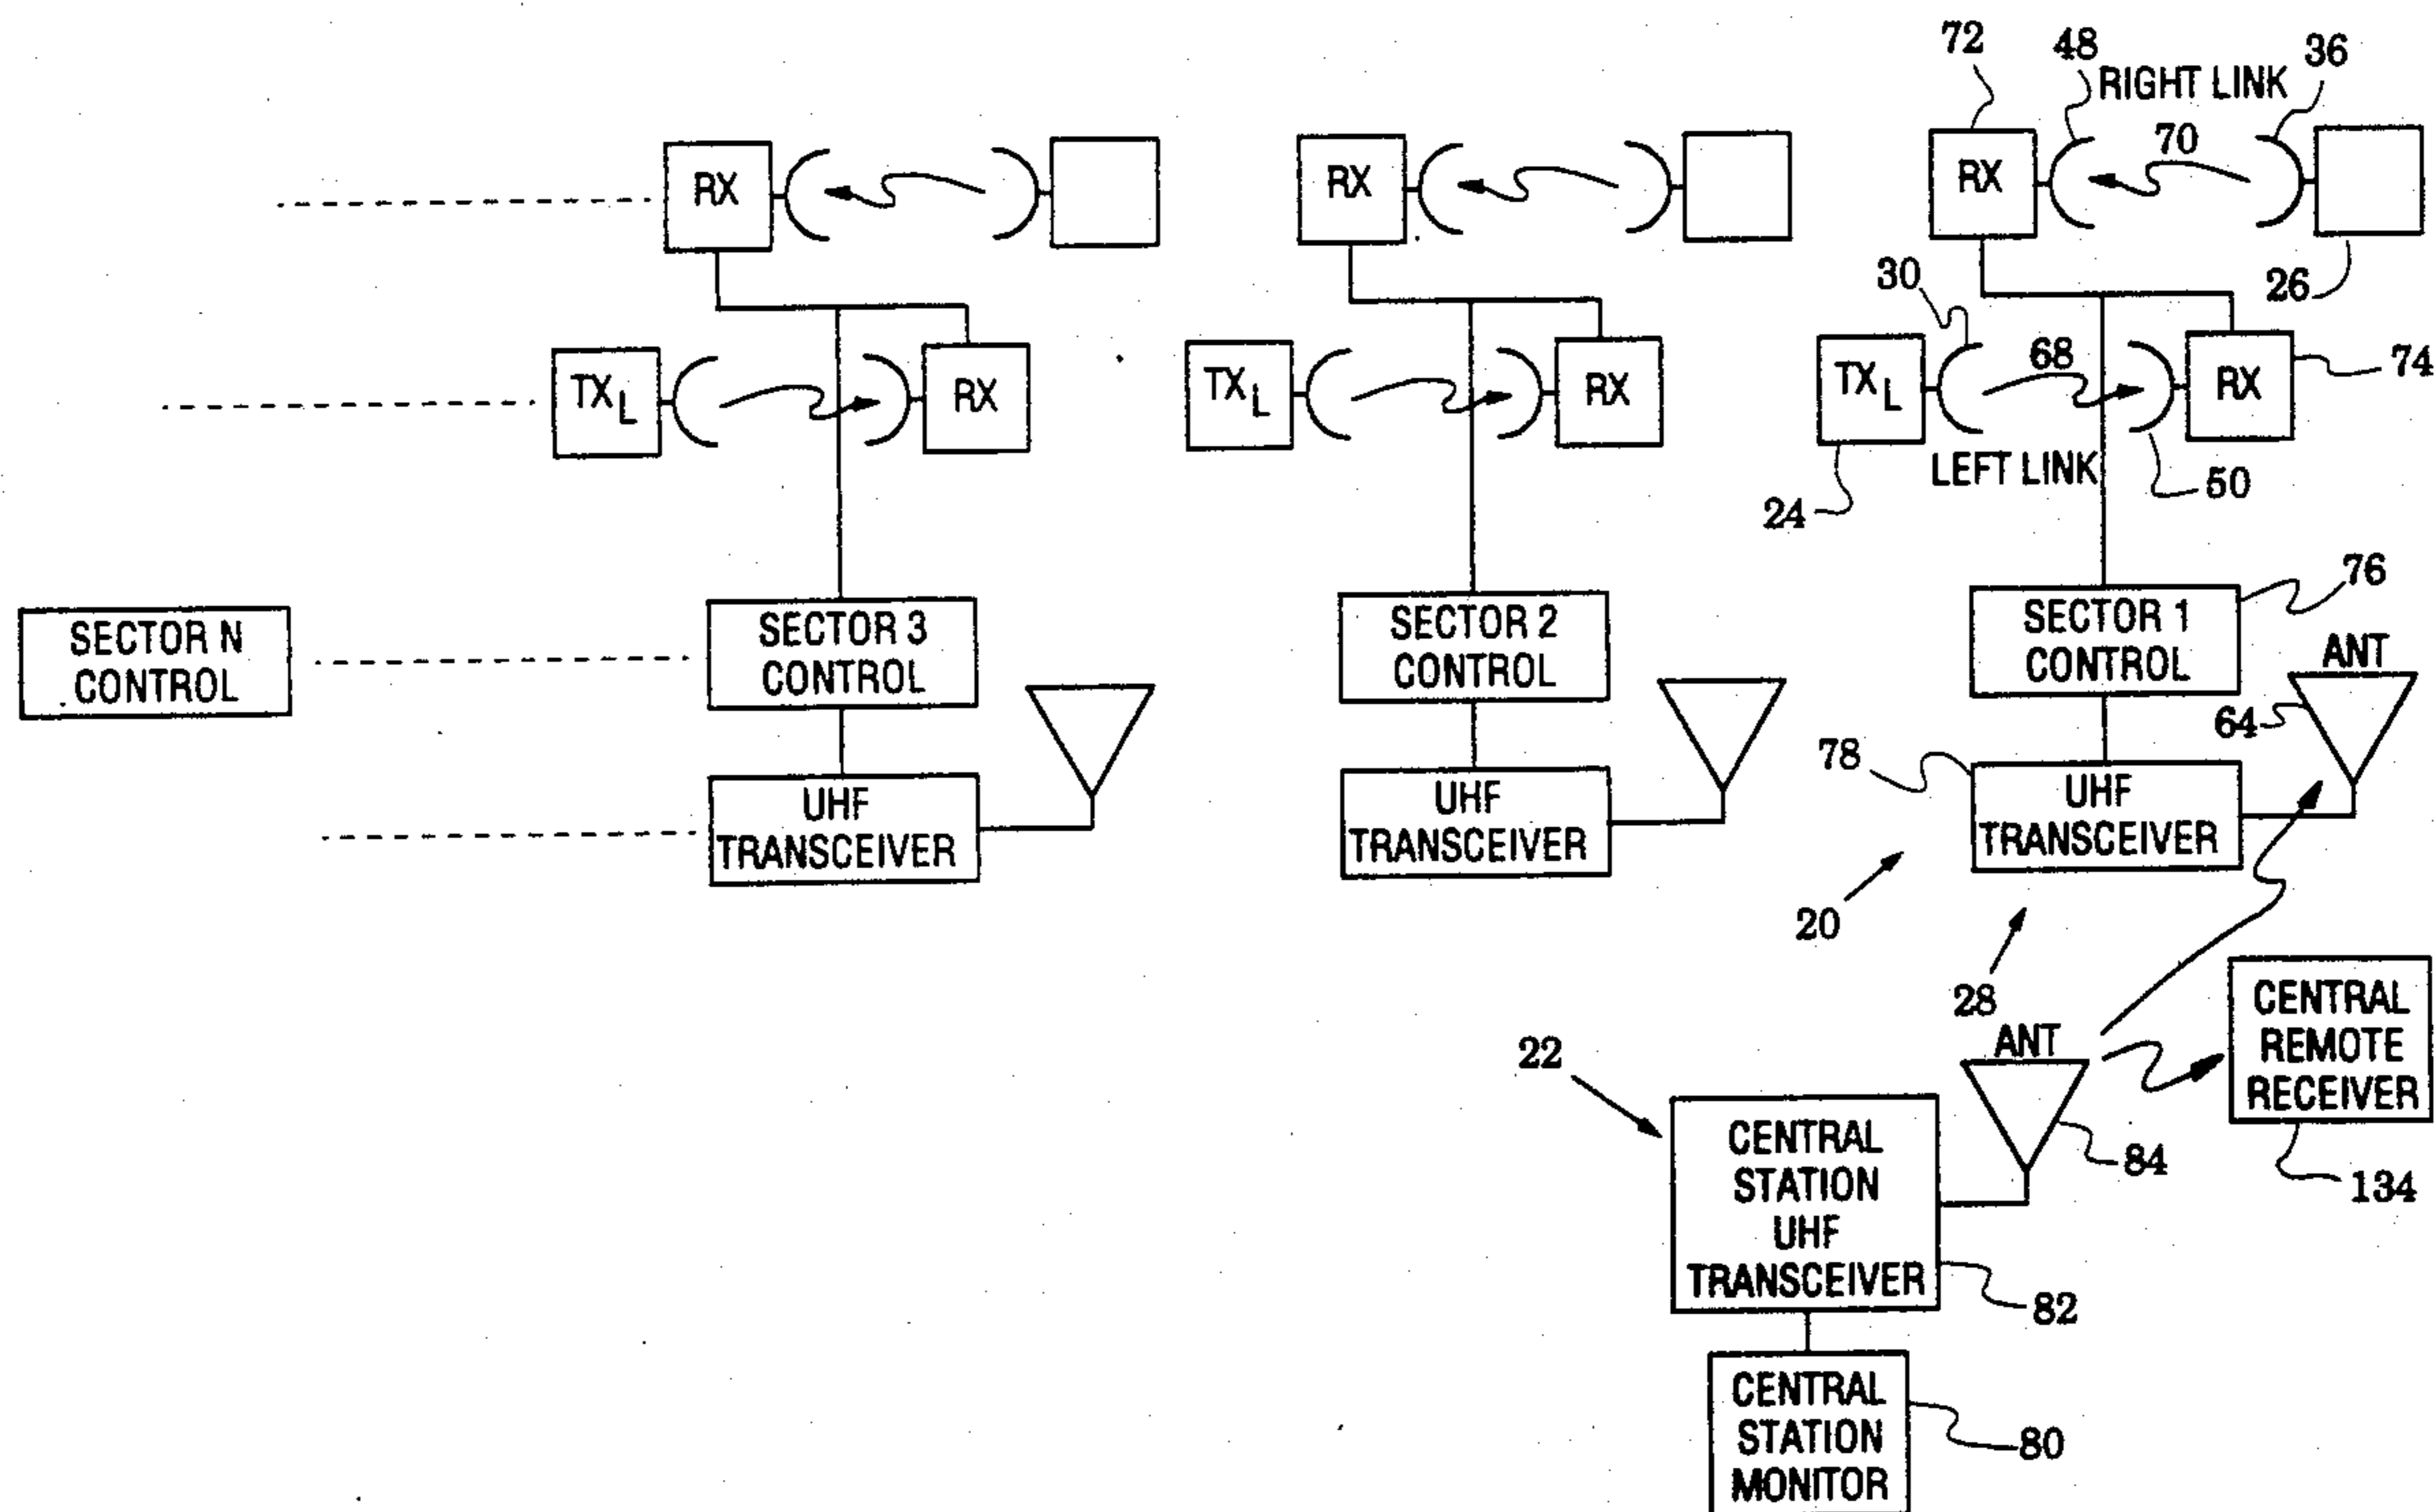 72
48
36
RIGHT LINK
70
RX
RX
RX
26
30
68
74
TX L
RX
TX L
RX
TX L
RX
LEFT LINK
50
24
76
SECTOR N
CONTROL
SECTOR 3
CONTROL
SECTOR 2
CONTROL
SECTOR 1
CONTROL
ANT
64
78
UHF
TRANSCEIVER
UHF
TRANSCEIVER
UHF
TRANSCEIVER
20
28
CENTRAL
REMOTE
RECEIVER
134
22
ANT
84
CENTRAL
STATION
UHF
TRANSCEIVER
82
CENTRAL
STATION
MONITOR
80